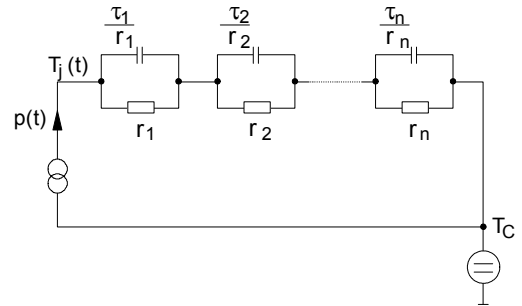 τ1 τ2 τn
r1 r2 rn
Tj(t)
p(t)
r1 r2 rn
TC